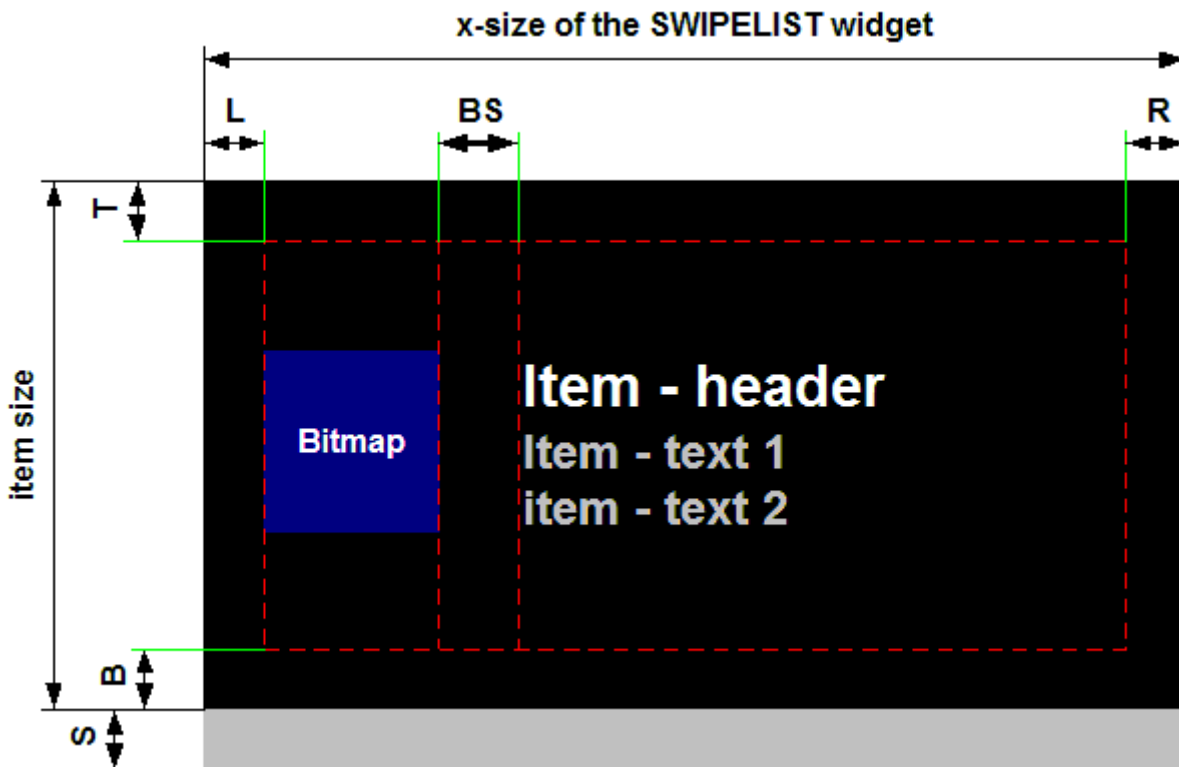 x-size of the SWIPELIST widget
L
BS
R
T
item size
Item - header
Item - text 1
item - text 2
Bitmap
B
S